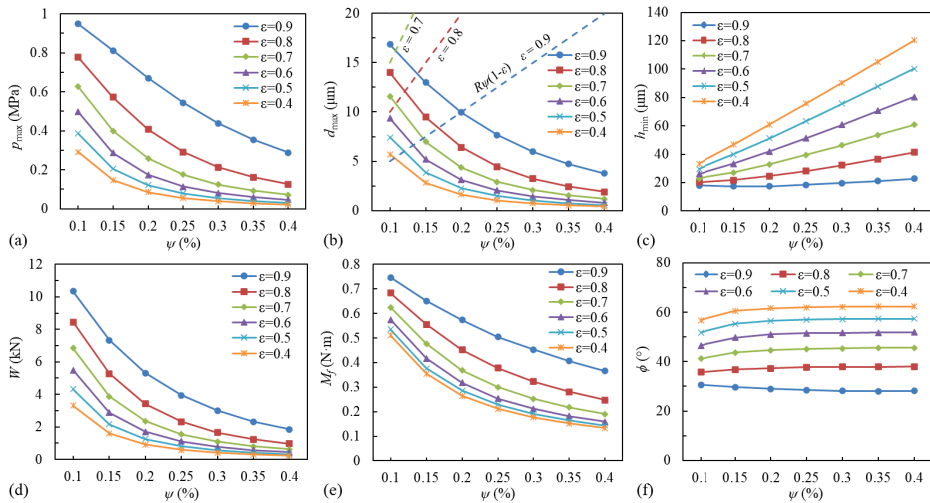 1
0.8
0.6
0.4
0.2
0
p_max (MPa)
ε=0.9
ε=0.8
ε=0.7
ε=0.6
ε=0.5
ε=0.4
0.1 0.15 0.2 0.25 0.3 0.35 0.4
(a) ψ (%)
20
15
10
5
0
d_max (μm)
ε = 0.7
ε = 0.8
Rψ(1-ε) ε = 0.9
ε=0.9
ε=0.8
ε=0.7
ε=0.6
ε=0.5
ε=0.4
0.1 0.15 0.2 0.25 0.3 0.35 0.4
(b) ψ (%)
140
120
100
80
60
40
20
0
h_min (μm)
ε=0.9
ε=0.8
ε=0.7
ε=0.6
ε=0.5
ε=0.4
0.1 0.15 0.2 0.25 0.3 0.35 0.4
(c) ψ (%)
12
10
8
6
4
2
0
W (kN)
ε=0.9
ε=0.8
ε=0.7
ε=0.6
ε=0.5
ε=0.4
0.1 0.15 0.2 0.25 0.3 0.35 0.4
(d) ψ (%)
0.8
0.7
0.6
0.5
0.4
0.3
0.2
0.1
0
M_f (N·m)
ε=0.9
ε=0.8
ε=0.7
ε=0.6
ε=0.5
ε=0.4
0.1 0.15 0.2 0.25 0.3 0.35 0.4
(e) ψ (%)
80
60
40
20
0
ϕ (°)
ε=0.9 ε=0.8 ε=0.7
ε=0.6 ε=0.5 ε=0.4
0.1 0.15 0.2 0.25 0.3 0.35 0.4
(f) ψ (%)